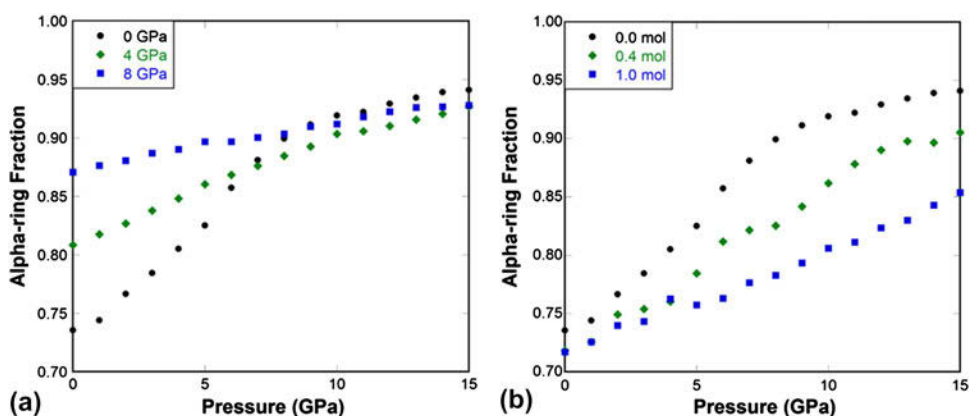 1.00
0 GPa
4 GPa
8 GPa
0.95
0.90
0.85
0.80
0.75
0.70
Alpha-ring Fraction
0 5 10 15
Pressure (GPa)
(a)
1.00
0.0 mol
0.4 mol
1.0 mol
0.95
0.90
0.85
0.80
0.75
0.70
Alpha-ring Fraction
0 5 10 15
Pressure (GPa)
(b)